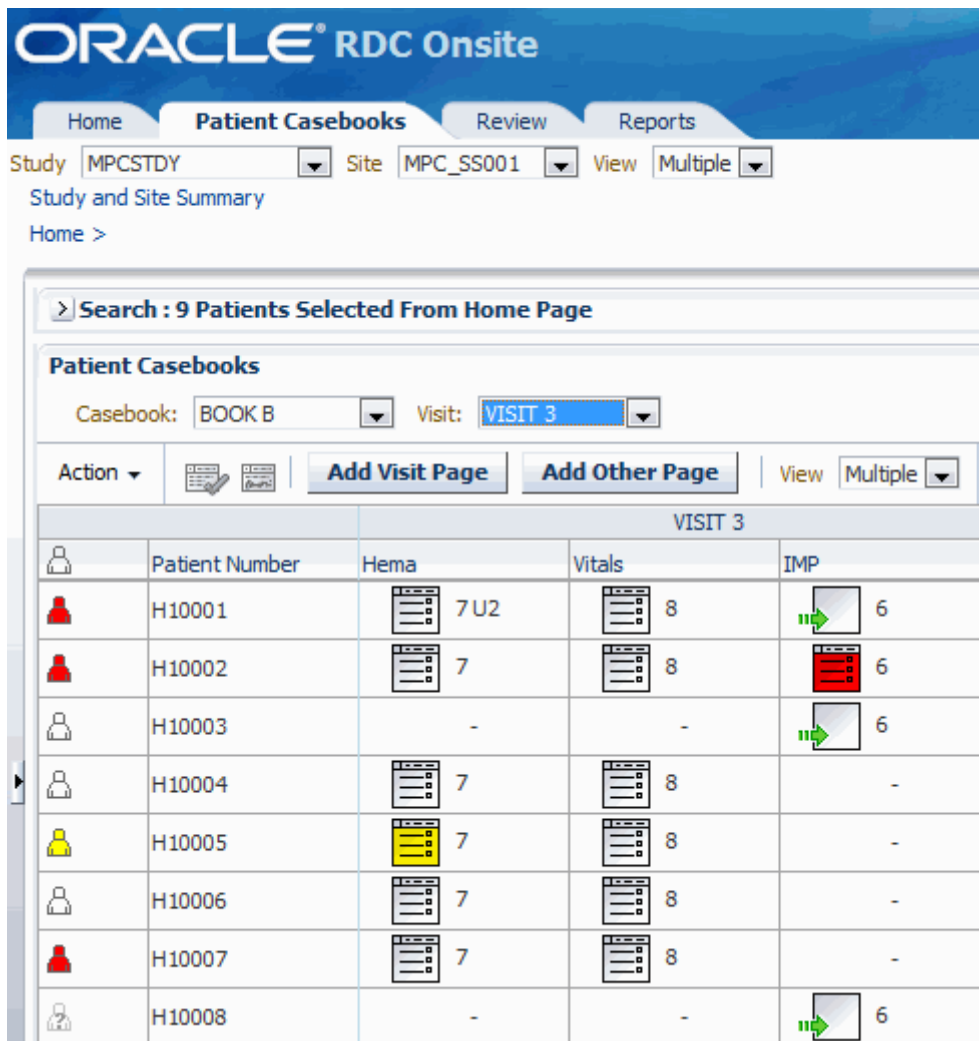 ORACLE® RDC Onsite
Home Patient Casebooks Review Reports
Study MPCSTDY Site MPC_SS001 View Multiple
Study and Site Summary
Home >
> Search : 9 Patients Selected From Home Page
Patient Casebooks
Casebook: BOOK B Visit: VISIT 3
Action Add Visit Page Add Other Page View Multiple
VISIT 3
Patient Number Hema Vitals IMP
H10001 7 U2 8 6
H10002 7 8 6
H10003 - - 6
H10004 7 8 -
H10005 7 8 -
H10006 7 8 -
H10007 7 8 -
? H10008 - - 6